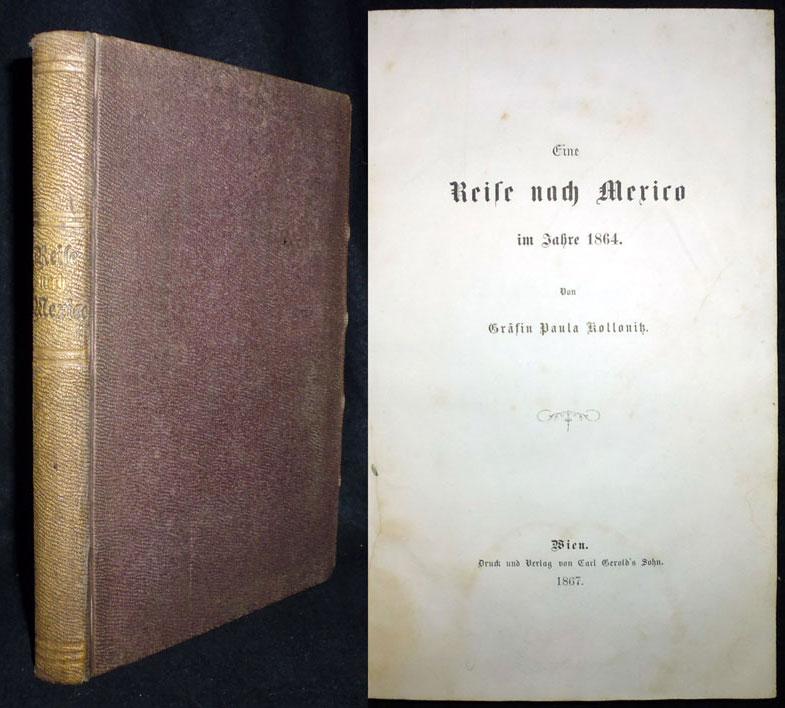 Reise
nach
Mexico
Eine
Reise nach Mexico
im Jahre 1864.
Von
Gräfin Paula Kollonitz.
Wien.
Druck und Verlag von Carl Gerold's Sohn.
1867.